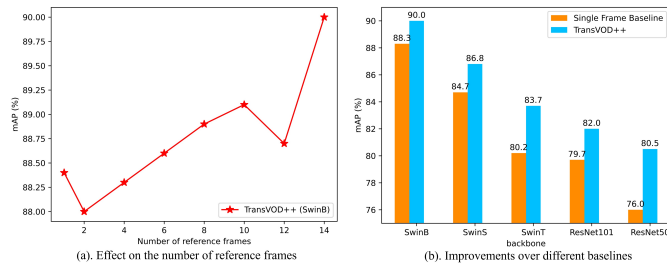 90.00
89.75
89.50
89.25
89.00
88.75
88.50
88.25
88.00
mAP (%)
TransVOD++ (SwinB)
2 4 6 8 10 12 14
Number of reference frames
(a). Effect on the number of reference frames
90
88
86
84
82
80
78
76
mAP (%)
Single Frame Baseline
TransVOD++
88.3 90.0
84.7 86.8
80.2 83.7
79.7 82.0
76.0 80.5
SwinB SwinS SwinT ResNet101 ResNet50
backbone
(b). Improvements over different baselines